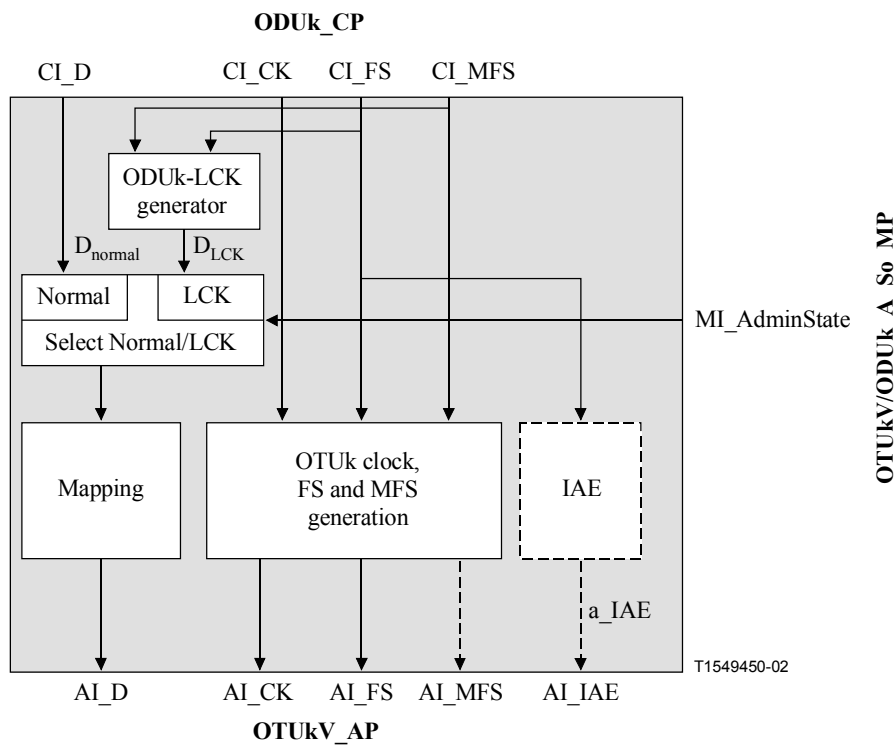 ODUk_CP
CI_D CI_CK CI_FS CI_MFS
ODUk-LCK
generator
D_normal D_LCK
Normal LCK
Select Normal/LCK
MI_AdminState
OTUkV/ODUk_A_So_MP
Mapping
OTUk clock,
FS and MFS
generation
IAE
a_IAE
T1549450-02
AI_D AI_CK AI_FS AI_MFS AI_IAE
OTUkV_AP